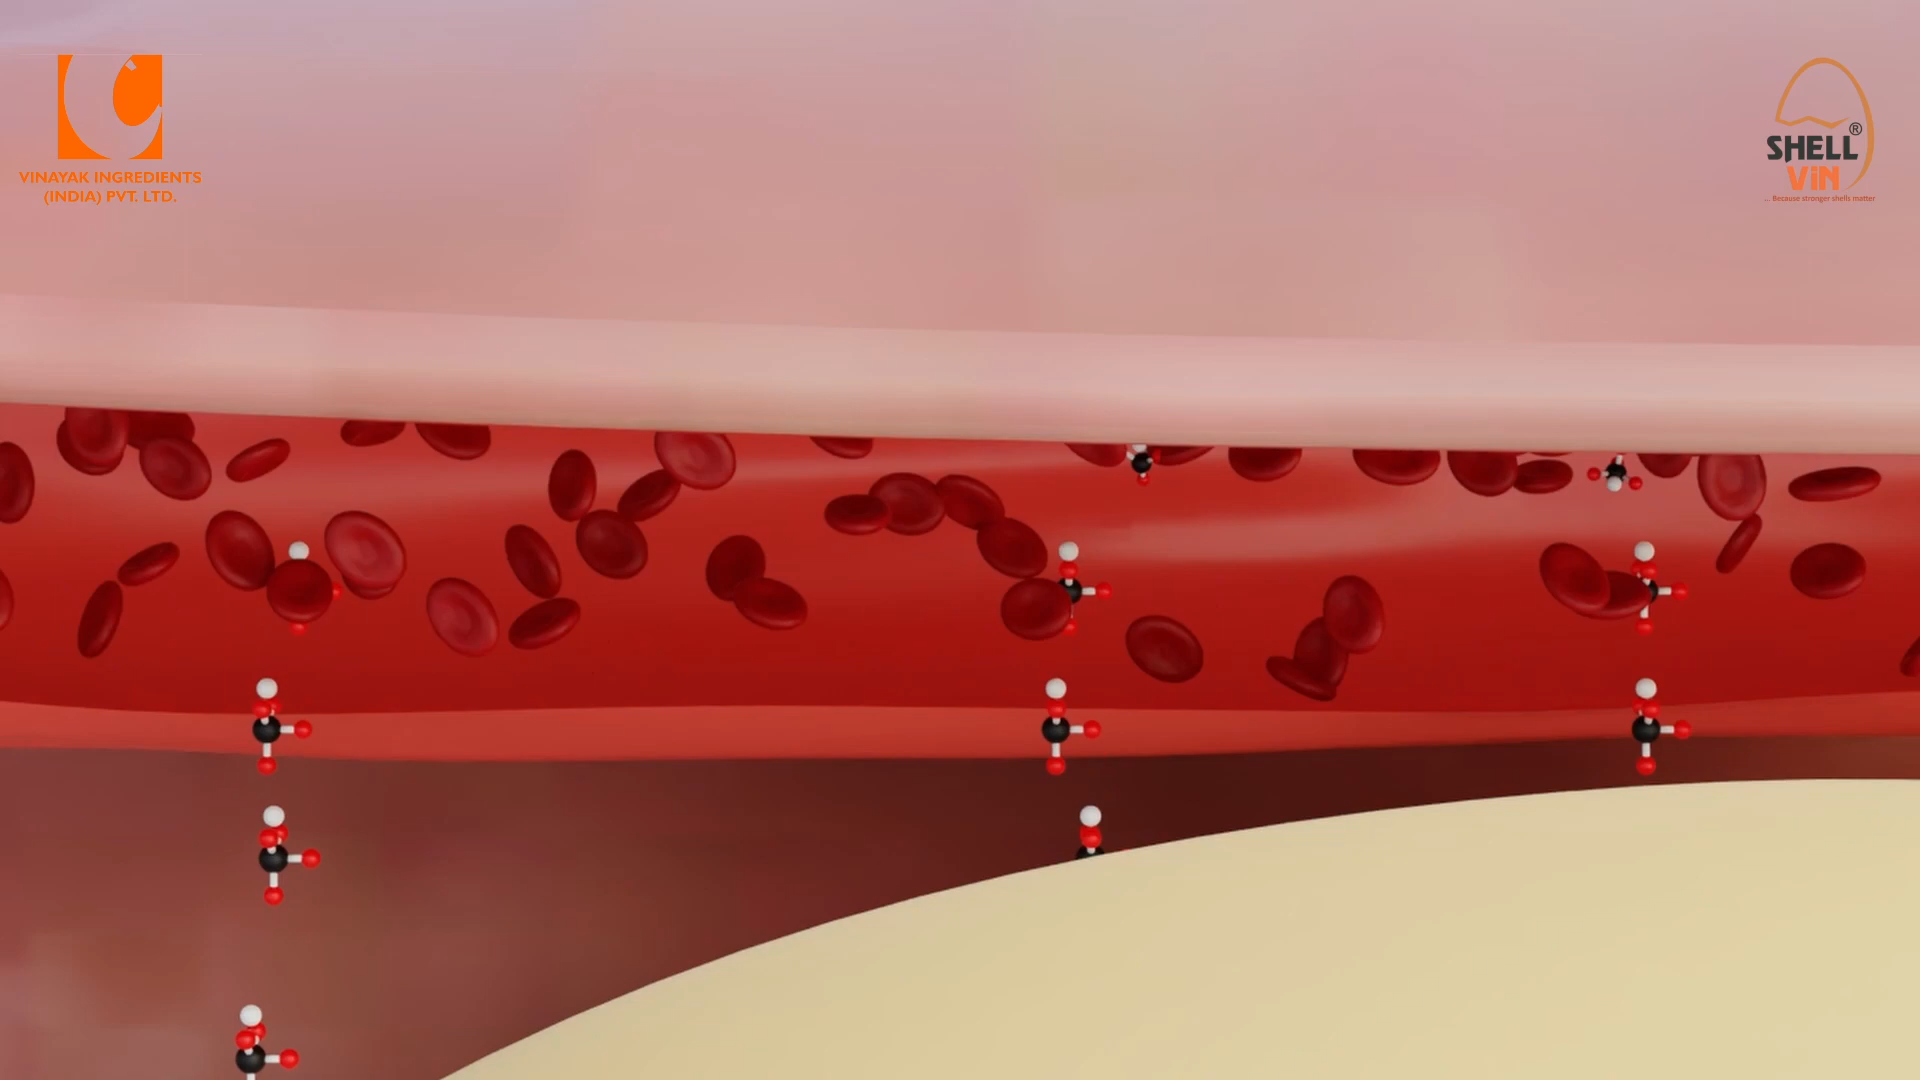 VINAYAK INGREDIENTS
(INDIA) PVT. LTD.
SHELL®
ViN
... Because stronger shells matter